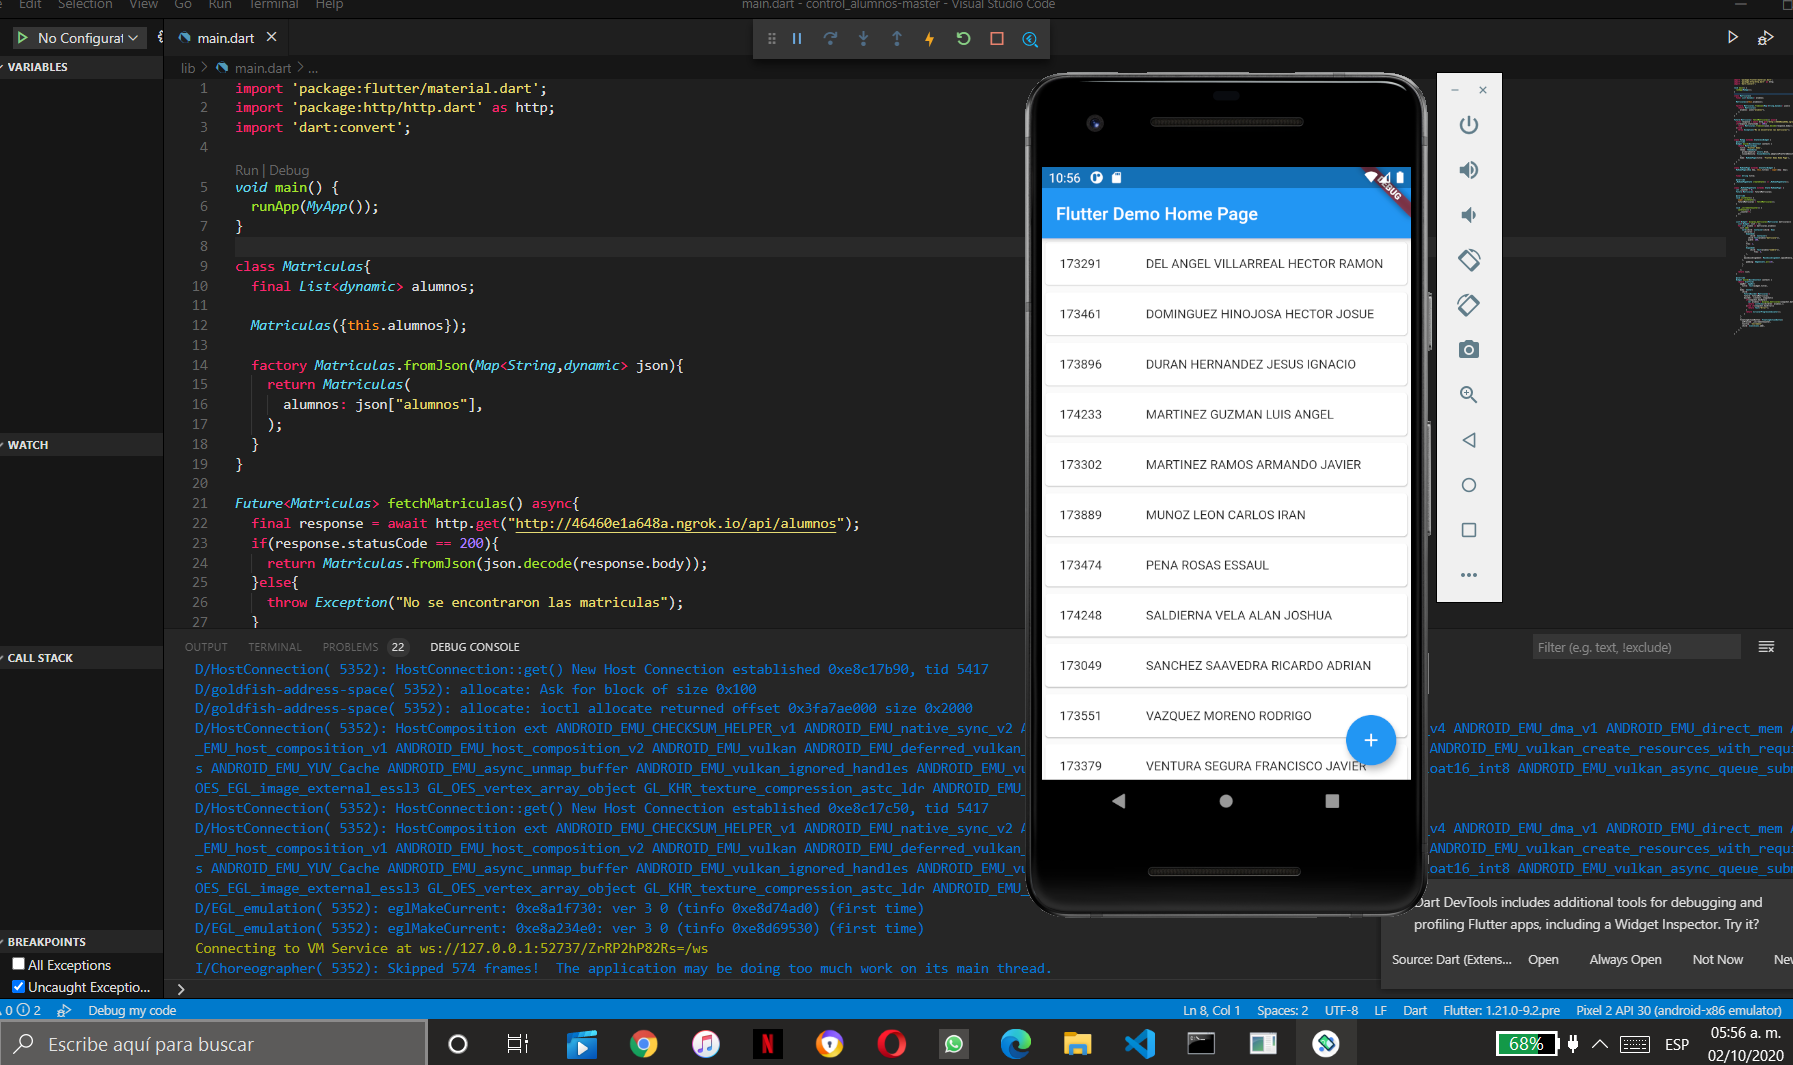 Edit Selection View Go Run Terminal Help
main.dart - control_alumnos-master - Visual Studio Code
No Configurat
main.dart
VARIABLES
lib > main.dart > ...
1 import 'package:flutter/material.dart';
2 import 'package:http/http.dart' as http;
3 import 'dart:convert';
4
Run | Debug
5 void main() {
6 runApp(MyApp());
7 }
8
9 class Matriculas{
10 final List<dynamic> alumnos;
11
12 Matriculas({this.alumnos});
13
14 factory Matriculas.fromJson(Map<String,dynamic> json){
15 return Matriculas(
16 alumnos: json["alumnos"],
17 );
18 }
19 }
20
21 Future<Matriculas> fetchMatriculas() async{
22 final response = await http.get("http://46460e1a648a.ngrok.io/api/alumnos");
23 if(response.statusCode == 200){
24 return Matriculas.fromJson(json.decode(response.body));
25 }else{
26 throw Exception("No se encontraron las matriculas");
27 }
WATCH
CALL STACK
BREAKPOINTS
All Exceptions
Uncaught Exceptio...
10:56
DEBUG
Flutter Demo Home Page
173291 DEL ANGEL VILLARREAL HECTOR RAMON
173461 DOMINGUEZ HINOJOSA HECTOR JOSUE
173896 DURAN HERNANDEZ JESUS IGNACIO
174233 MARTINEZ GUZMAN LUIS ANGEL
173302 MARTINEZ RAMOS ARMANDO JAVIER
173889 MUNOZ LEON CARLOS IRAN
173474 PENA ROSAS ESSAUL
174248 SALDIERNA VELA ALAN JOSHUA
173049 SANCHEZ SAAVEDRA RICARDO ADRIAN
173551 VAZQUEZ MORENO RODRIGO
173379 VENTURA SEGURA FRANCISCO JAVIER
+
OUTPUT TERMINAL PROBLEMS 22 DEBUG CONSOLE
Filter (e.g. text, !exclude)
D/HostConnection( 5352): HostConnection::get() New Host Connection established 0xe8c17b90, tid 5417
D/goldfish-address-space( 5352): allocate: Ask for block of size 0x100
D/goldfish-address-space( 5352): allocate: ioctl allocate returned offset 0x3fa7ae000 size 0x2000
D/HostConnection( 5352): HostComposition ext ANDROID_EMU_CHECKSUM_HELPER_v1 ANDROID_EMU_native_sync_v2 A _v4 ANDROID_EMU_dma_v1 ANDROID_EMU_direct_mem A
_EMU_host_composition_v1 ANDROID_EMU_host_composition_v2 ANDROID_EMU_vulkan ANDROID_EMU_deferred_vulkan_ ANDROID_EMU_vulkan_create_resources_with_requi
s ANDROID_EMU_YUV_Cache ANDROID_EMU_async_unmap_buffer ANDROID_EMU_vulkan_ignored_handles ANDROID_EMU_vu loat16_int8 ANDROID_EMU_vulkan_async_queue_subm
OES_EGL_image_external_essl3 GL_OES_vertex_array_object GL_KHR_texture_compression_astc_ldr ANDROID_EMU_
D/HostConnection( 5352): HostConnection::get() New Host Connection established 0xe8c17c50, tid 5417
D/HostConnection( 5352): HostComposition ext ANDROID_EMU_CHECKSUM_HELPER_v1 ANDROID_EMU_native_sync_v2 A _v4 ANDROID_EMU_dma_v1 ANDROID_EMU_direct_mem A
_EMU_host_composition_v1 ANDROID_EMU_host_composition_v2 ANDROID_EMU_vulkan ANDROID_EMU_deferred_vulkan_ ANDROID_EMU_vulkan_create_resources_with_requi
s ANDROID_EMU_YUV_Cache ANDROID_EMU_async_unmap_buffer ANDROID_EMU_vulkan_ignored_handles ANDROID_EMU_vu loat16_int8 ANDROID_EMU_vulkan_async_queue_subm
OES_EGL_image_external_essl3 GL_OES_vertex_array_object GL_KHR_texture_compression_astc_ldr ANDROID_EMU_
D/EGL_emulation( 5352): eglMakeCurrent: 0xe8a1f730: ver 3 0 (tinfo 0xe8d74ad0) (first time)
D/EGL_emulation( 5352): eglMakeCurrent: 0xe8a234e0: ver 3 0 (tinfo 0xe8d69530) (first time)
Connecting to VM Service at ws://127.0.0.1:52737/ZrRP2hP82Rs=/ws
I/Choreographer( 5352): Skipped 574 frames! The application may be doing too much work on its main thread.
Dart DevTools includes additional tools for debugging and
profiling Flutter apps, including a Widget Inspector. Try it?
Source: Dart (Extens... Open Always Open Not Now Nev
0 2 Debug my code
Ln 8, Col 1 Spaces: 2 UTF-8 LF Dart Flutter: 1.21.0-9.2.pre Pixel 2 API 30 (android-x86 emulator)
Escribe aquí para buscar
68% ESP
05:56 a. m.
02/10/2020